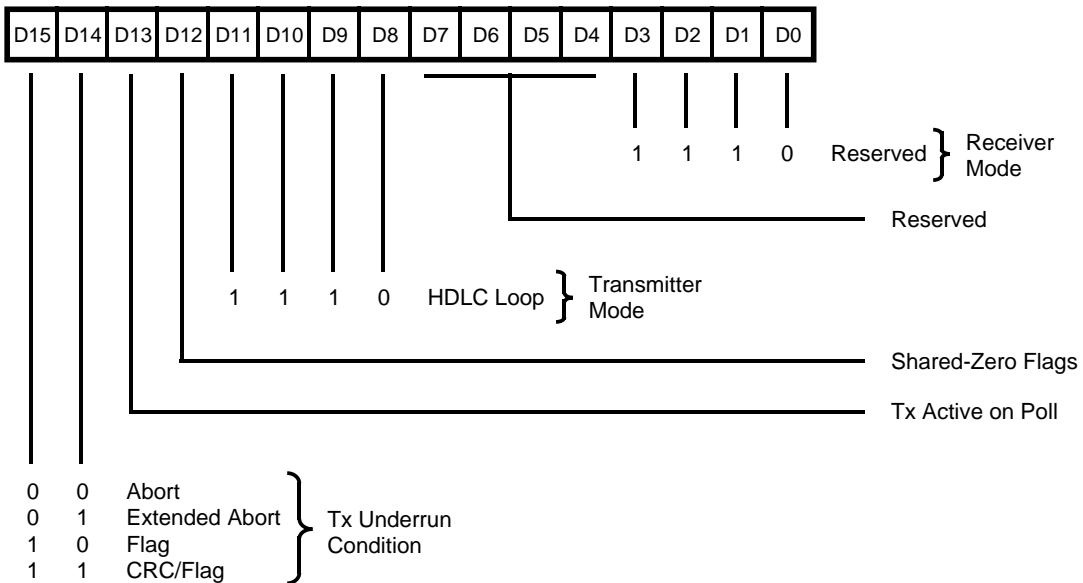 D15 D14 D13 D12 D11 D10 D9 D8 D7 D6 D5 D4 D3 D2 D1 D0
1 1 1 0 Reserved Receiver
Mode
Reserved
1 1 1 0 HDLC Loop Transmitter
Mode
Shared-Zero Flags
Tx Active on Poll
0 0 Abort
0 1 Extended Abort Tx Underrun
1 0 Flag Condition
1 1 CRC/Flag